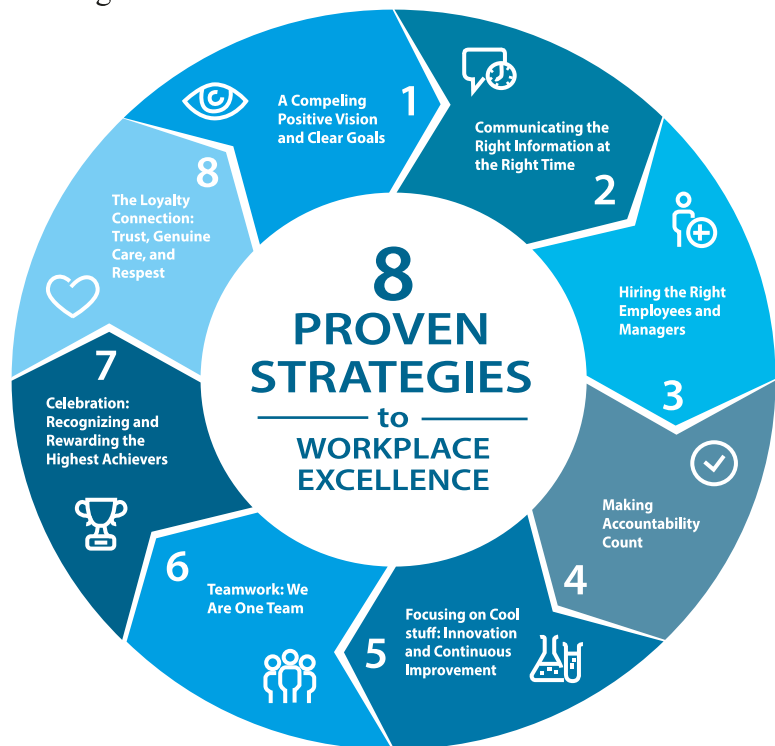 1
A Compeling
Positive Vision
and Clear Goals
Communicating the
Right Information at
the Right Time
2
Hiring the Right
Employees and
Managers
3
Making
Accountability
Count
4
5
Focusing on Cool
stuff: Innovation
and Continuous
Improvement
6
Teamwork: We
Are One Team
7
Celebration:
Recognizing and
Rewarding the
Highest Achievers
8
The Loyalty
Connection:
Trust, Genuine
Care, and
Respest
8
PROVEN
STRATEGIES
to
WORKPLACE
EXCELLENCE